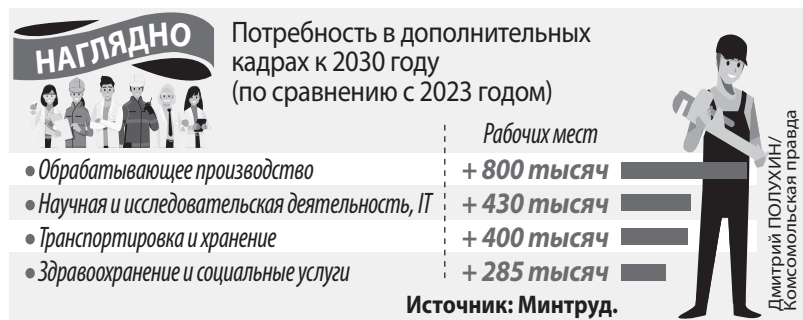 НАГЛЯДНО
Потребность в дополнительных
кадрах к 2030 году
(по сравнению с 2023 годом)
Рабочих мест
• Обрабатывающее производство + 800 тысяч
• Научная и исследовательская деятельность, IT + 430 тысяч
• Транспортировка и хранение + 400 тысяч
• Здравоохранение и социальные услуги + 285 тысяч
Источник: Минтруд.
Дмитрий ПОЛУХИН/
Комсомольская правда